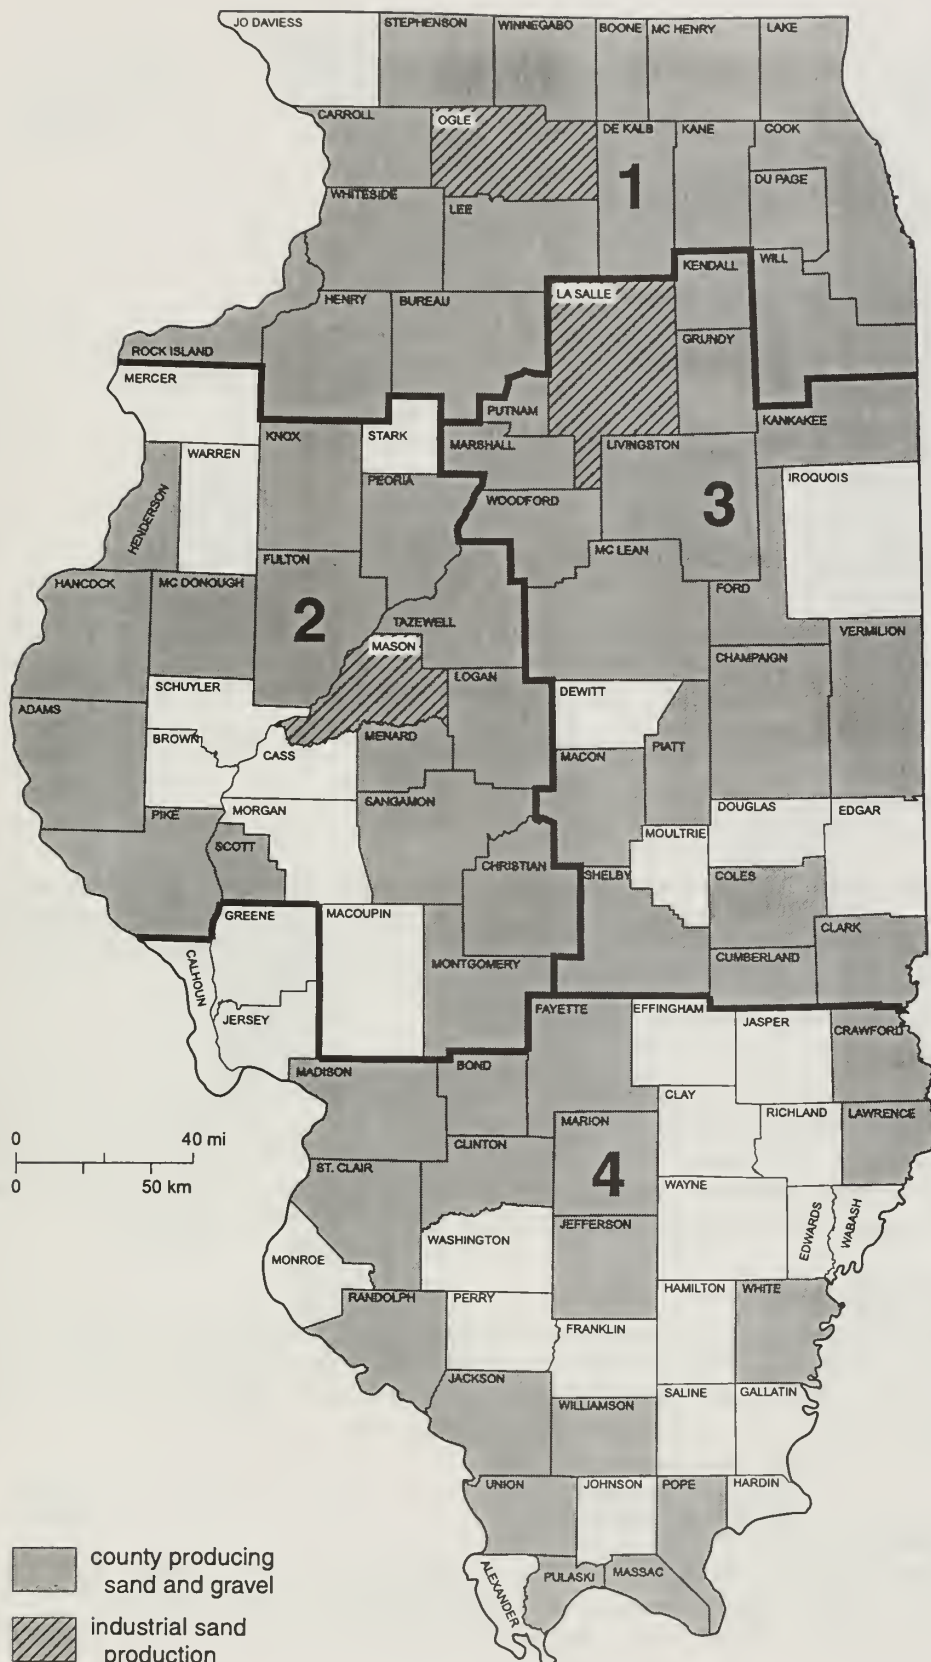 JO DAVIESS
STEPHENSON
WINNEGABO
BOONE
MC HENRY
LAKE
CARROLL
OGLE
DE KALB
KANE
COOK
1
DU PAGE
WHITESIDE
LEE
KENDALL
WILL
HENRY
BUREAU
LA SALLE
GRUNDY
ROCK ISLAND
MERCER
PUTNAM
KANKAKEE
KNOX
STARK
MARSHALL
LIVINGSTON
WARREN
PEORIA
IROQUOIS
HENDERSON
WOODFORD
3
MC LEAN
FULTON
HANCOCK
MC DONOUGH
FORD
2
TAZEWELL
VERMILION
MASON
CHAMPAIGN
LOGAN
SCHUYLER
DEWITT
ADAMS
BROWN
MENARD
CASS
MACON
PIATT
SANGAMON
MORGAN
DOUGLAS
EDGAR
PIKE
MOULTRIE
SCOTT
CHRISTIAN
SHELBY
COLES
GREENE
MACOUPIN
CLARK
MONTGOMERY
CUMBERLAND
CALHOUN
FAYETTE
EFFINGHAM
JERSEY
JASPER
CRAWFORD
MADISON
BOND
CLAY
RICHLAND
LAWRENCE
MARION
0 40 mi
CLINTON
ST. CLAIR
4
0 50 km
WAYNE
EDWARDS
WABASH
JEFFERSON
WASHINGTON
MONROE
HAMILTON
WHITE
RANDOLPH
PERRY
FRANKLIN
JACKSON
SALINE
GALLATIN
WILLIAMSON
UNION
JOHNSON
POPE
HARDIN
ALEXANDER
PULASKI
MASSAC
county producing
sand and gravel
industrial sand
production